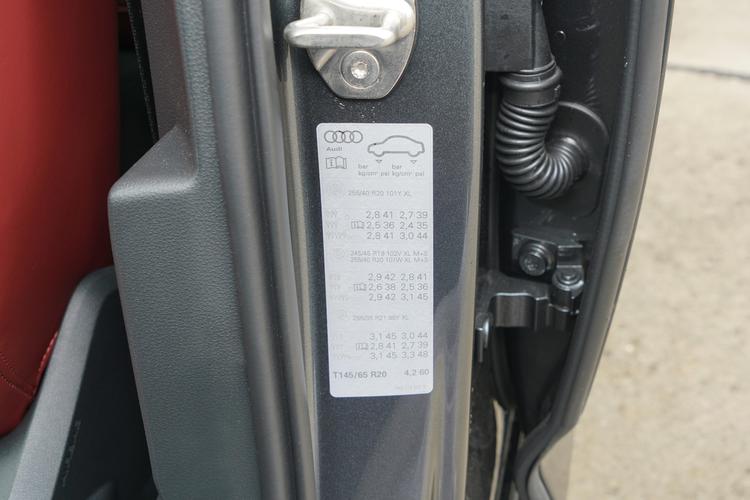 Audi
bar bar
kg/cm² psi kg/cm² psi
255/40 R20 101Y XL
2,8 41 2,7 39
2,5 36 2,4 35
2,8 41 3,0 44
245/45 R19 102V XL M+S
255/40 R20 101W XL M+S
2,9 42 2,8 41
2,6 38 2,5 36
2,9 42 3,1 45
R21 XL
3,1 45 3,0 44
2,8 41 2,7 39
3,1 45 3,3 48
T145/65 R20 4,2 60